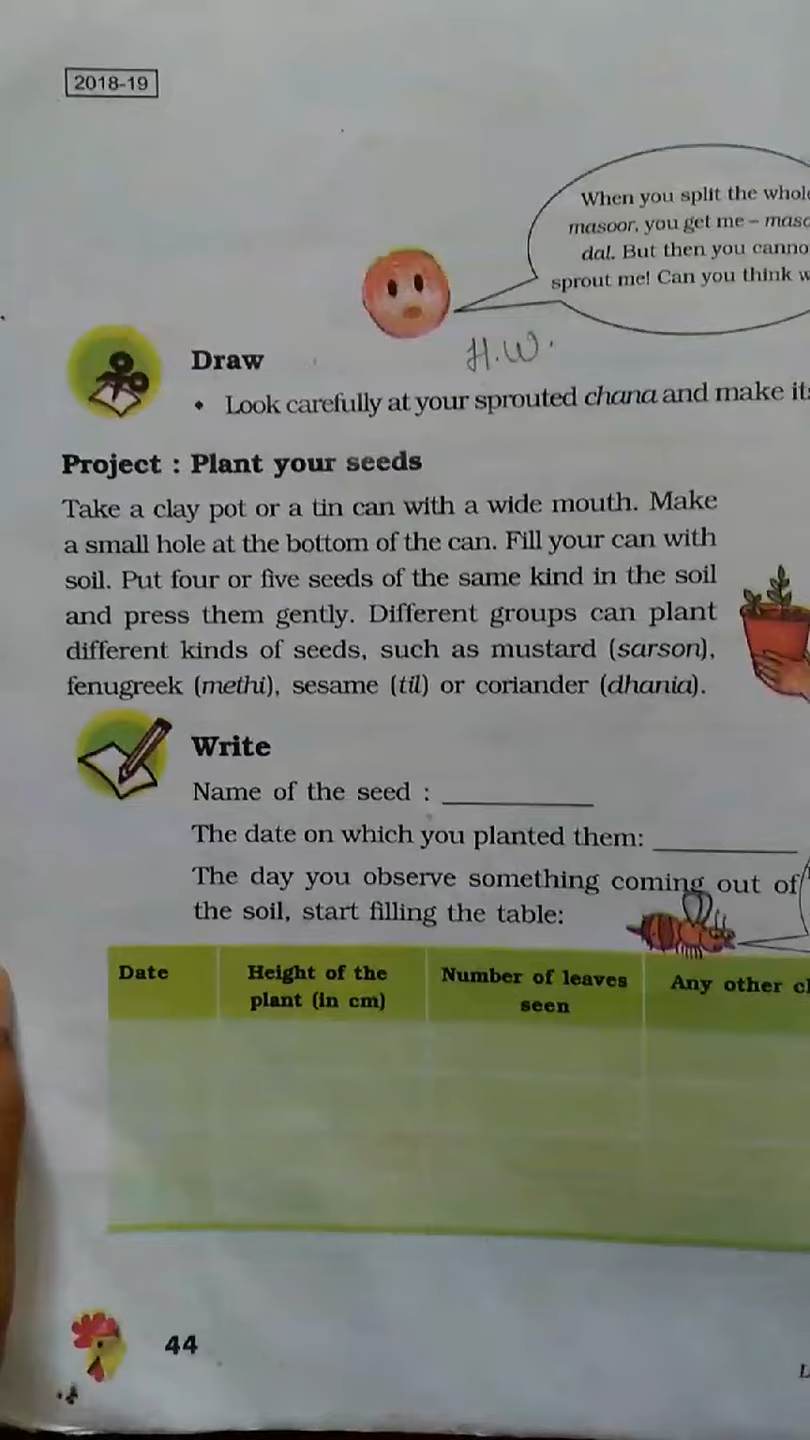 2018-19
When you split the whole
masoor, you get me – maso
dal. But then you canno
sprout me! Can you think w
H.W.
Draw
• Look carefully at your sprouted chana and make its
Project : Plant your seeds
Take a clay pot or a tin can with a wide mouth. Make
a small hole at the bottom of the can. Fill your can with
soil. Put four or five seeds of the same kind in the soil
and press them gently. Different groups can plant
different kinds of seeds, such as mustard (sarson),
fenugreek (methi), sesame (til) or coriander (dhania).
Write
Name of the seed :
The date on which you planted them:
The day you observe something coming out of
the soil, start filling the table:
Date
Height of the
plant (in cm)
Number of leaves
seen
Any other ch
44
L